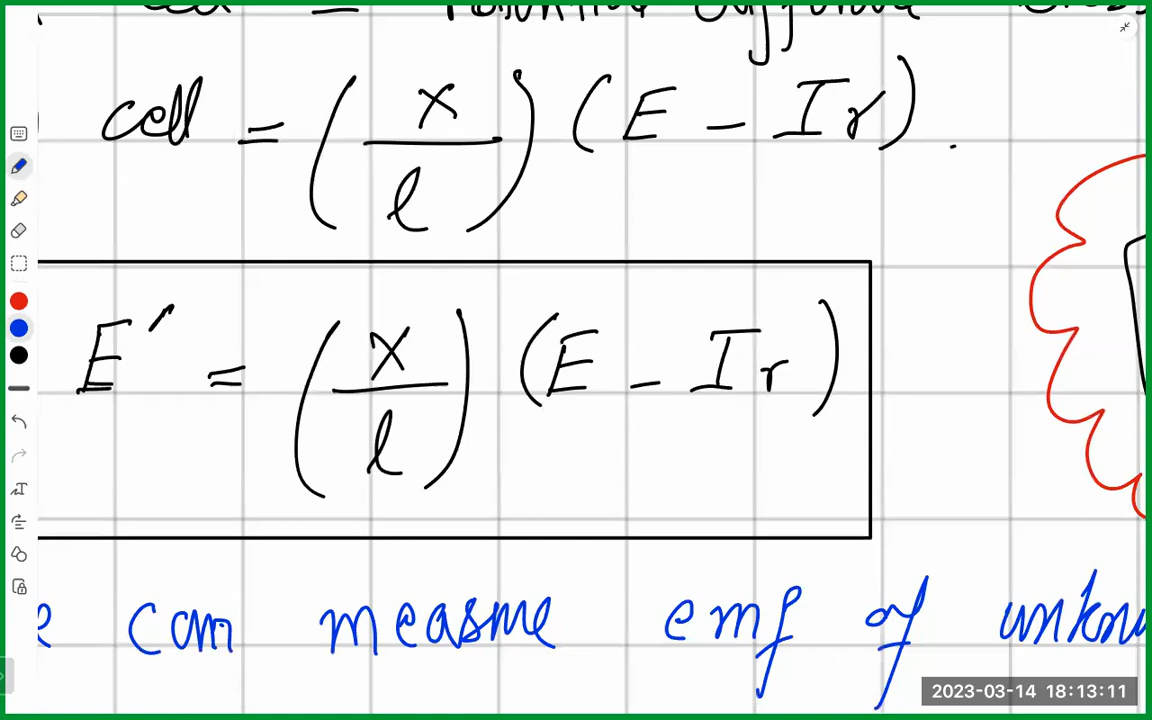 cell = (x/l) (E - Ir).
E' = (x/l) (E - Ir)
can measure emf of
2023-03-14 18:13:11